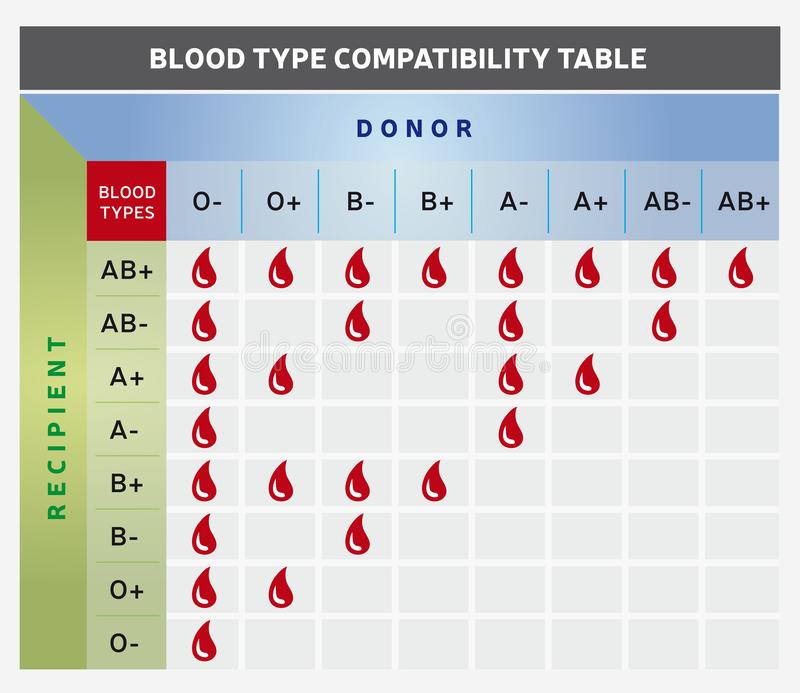 BLOOD TYPE COMPATIBILITY TABLE
DONOR
BLOOD
TYPES
O- O+ B- B+ A- A+ AB- AB+
RECIPIENT
AB+
AB-
A+
A-
B+
B-
O+
O-
dreamstime.